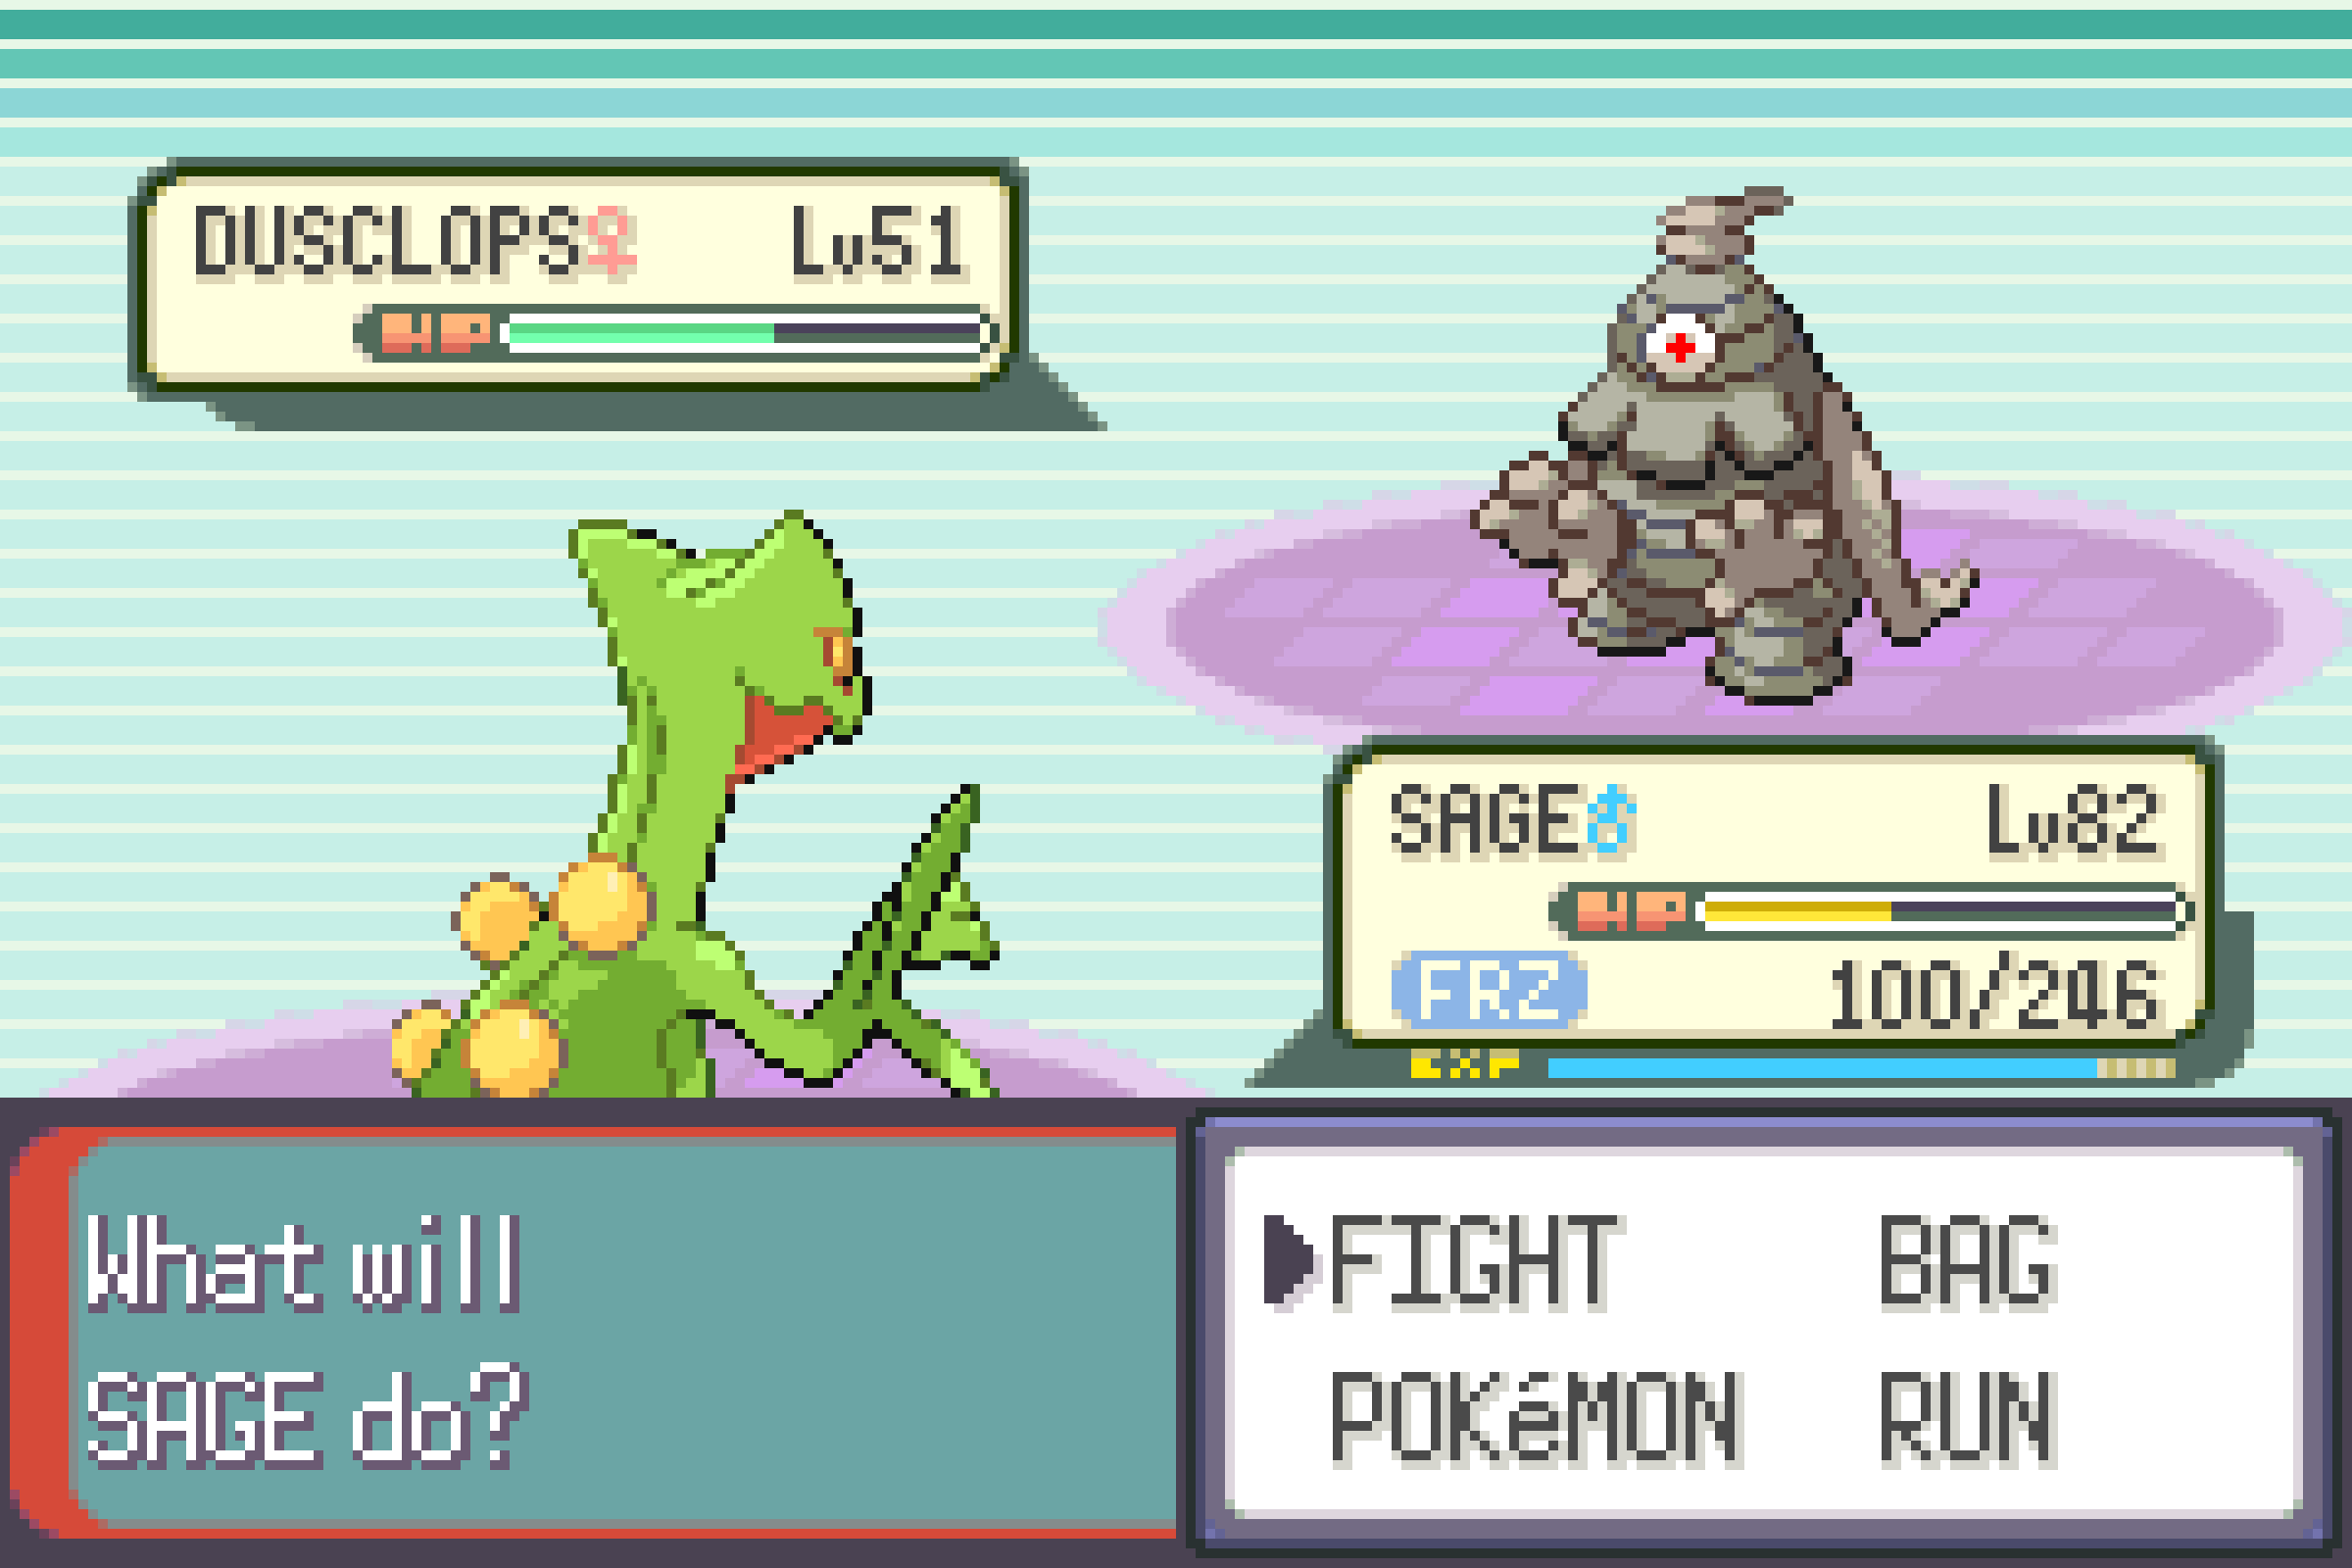 DUSCLOPS♀ Lv51
HP
SAGE♂ Lv82
HP
FRZ 100/246
EXP
What will
SAGE do?
FIGHT BAG
POKéMON RUN